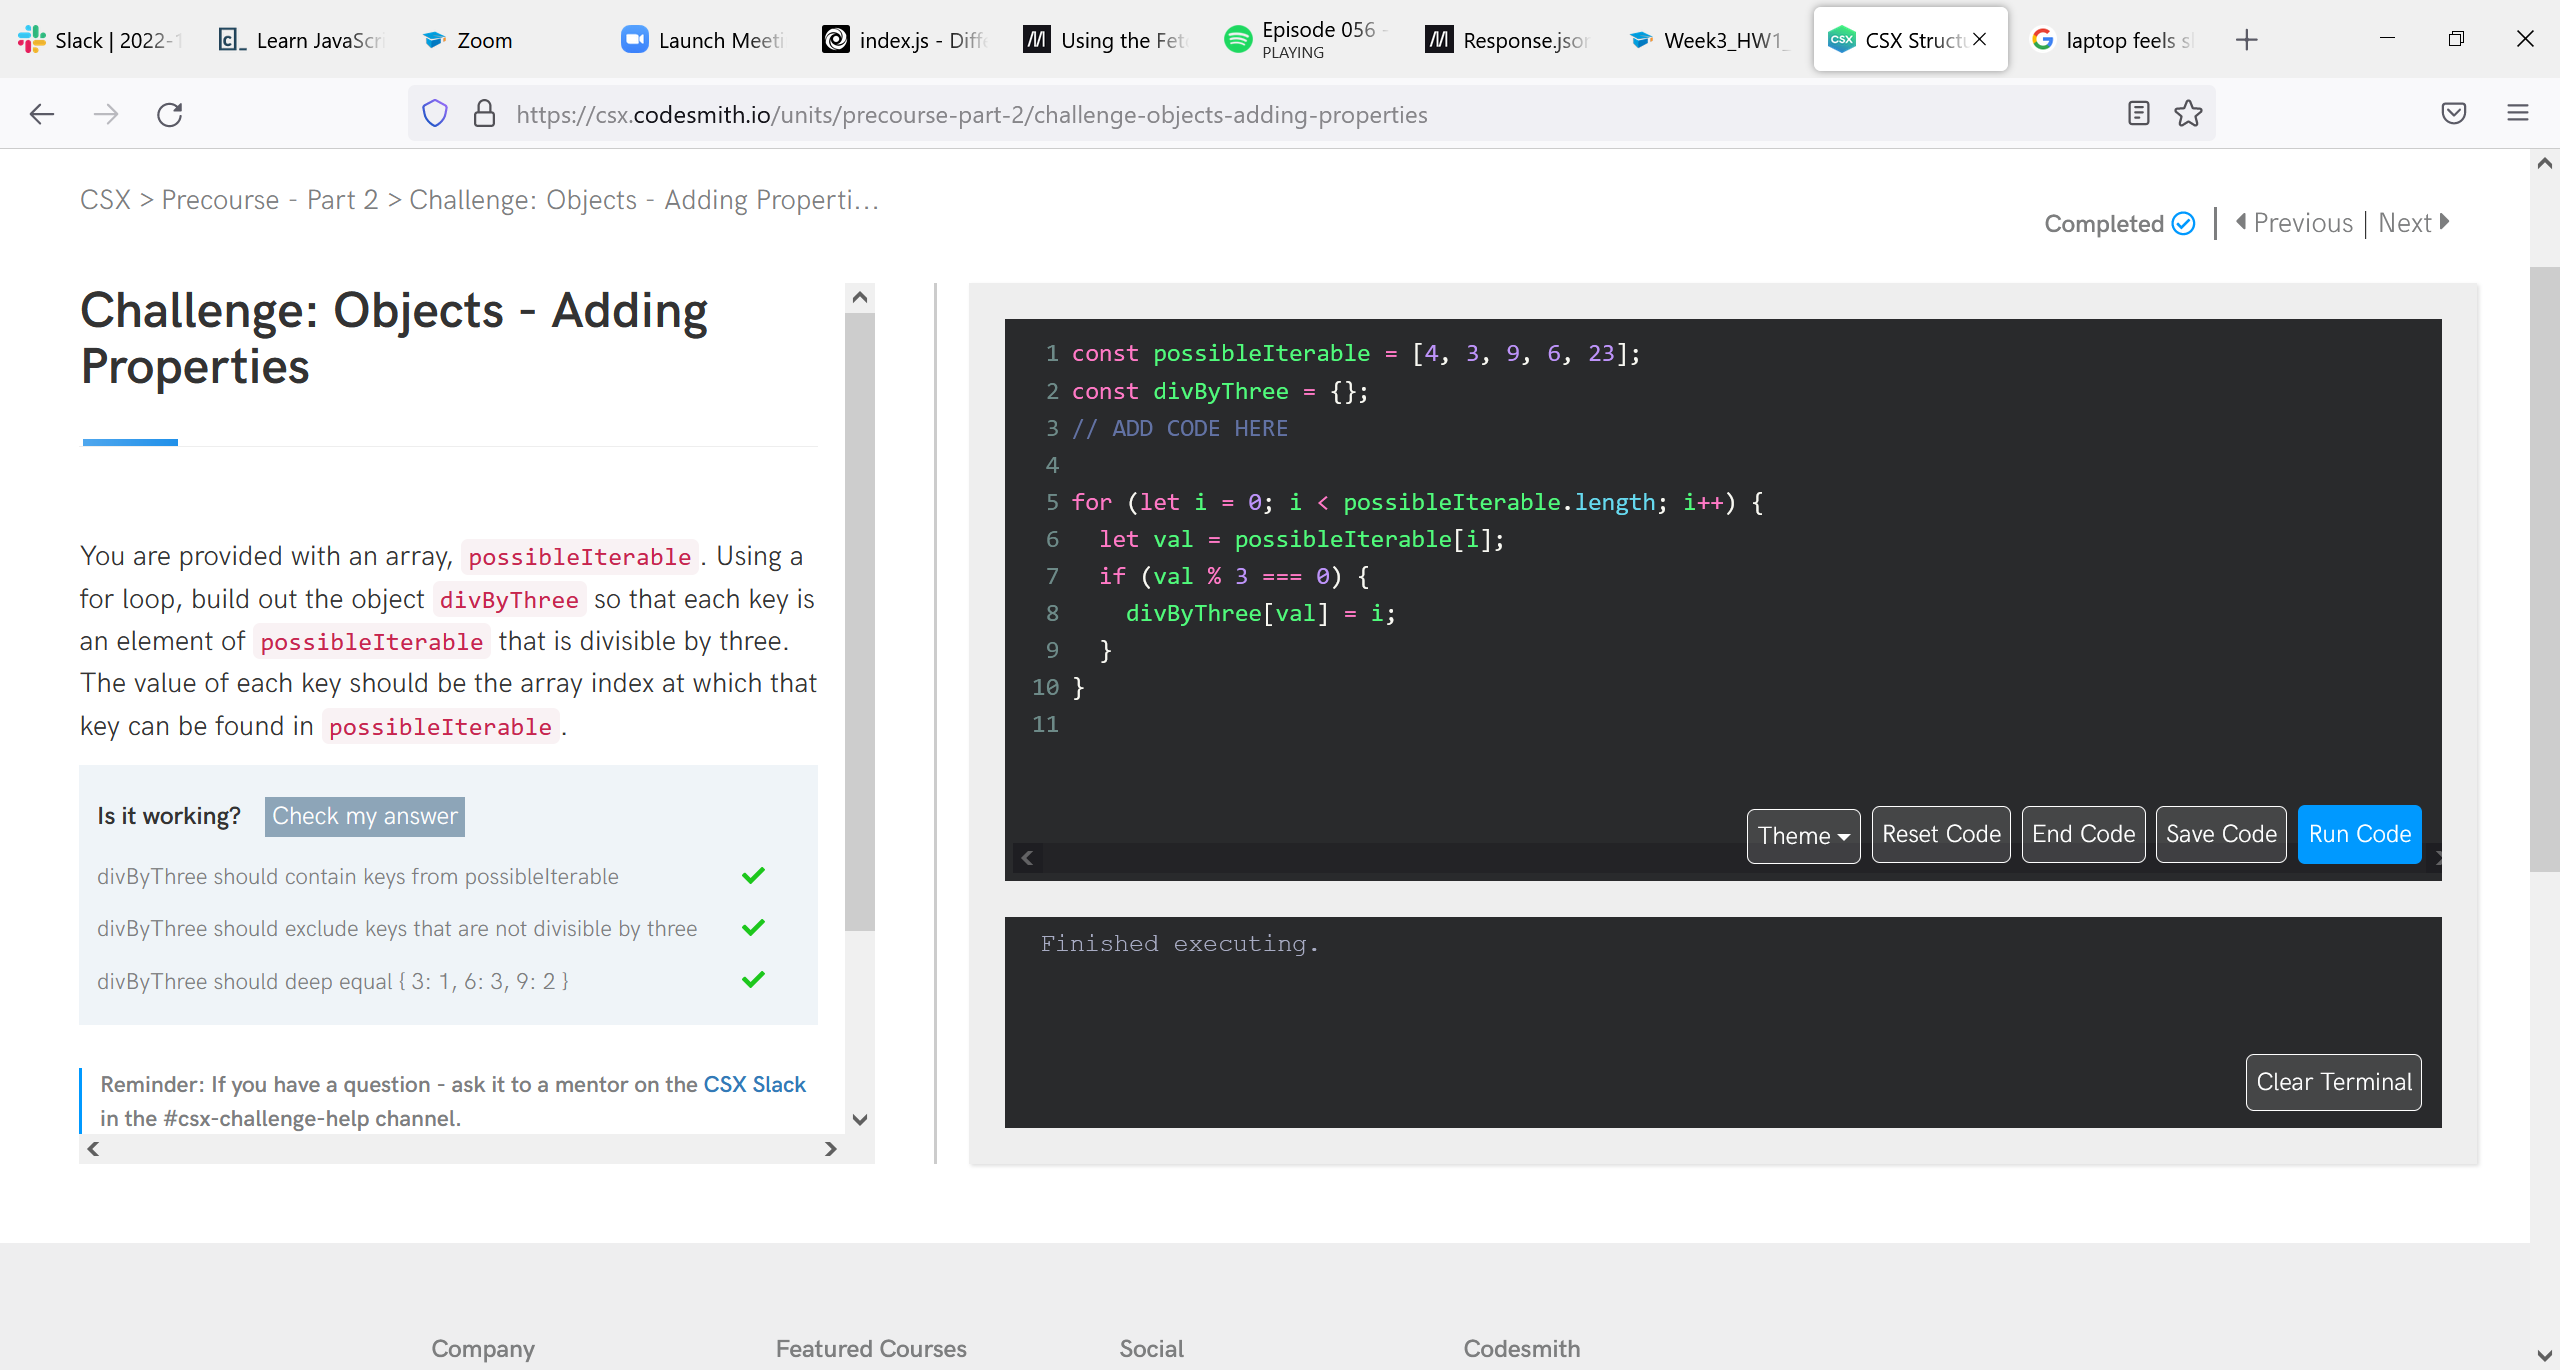 Slack | 2022-1
Learn JavaScri
Zoom
Launch Meeti
index.js - Diffe
Using the Fetc
Episode 056 -
PLAYING
Response.json
Week3_HW1_
CSX Structu
laptop feels sl
https://csx.codesmith.io/units/precourse-part-2/challenge-objects-adding-properties
CSX > Precourse - Part 2 > Challenge: Objects - Adding Properti...
Completed | Previous | Next
Challenge: Objects - Adding
Properties
You are provided with an array, possibleIterable. Using a
for loop, build out the object divByThree so that each key is
an element of possibleIterable that is divisible by three.
The value of each key should be the array index at which that
key can be found in possibleIterable.
Is it working? Check my answer
divByThree should contain keys from possibleIterable
divByThree should exclude keys that are not divisible by three
divByThree should deep equal { 3: 1, 6: 3, 9: 2 }
Reminder: If you have a question - ask it to a mentor on the CSX Slack
in the #csx-challenge-help channel.
1 const possibleIterable = [4, 3, 9, 6, 23];
2 const divByThree = {};
3 // ADD CODE HERE
4
5 for (let i = 0; i < possibleIterable.length; i++) {
6   let val = possibleIterable[i];
7   if (val % 3 === 0) {
8     divByThree[val] = i;
9   }
10 }
11
Theme
Reset Code
End Code
Save Code
Run Code
Finished executing.
Clear Terminal
Company
Featured Courses
Social
Codesmith